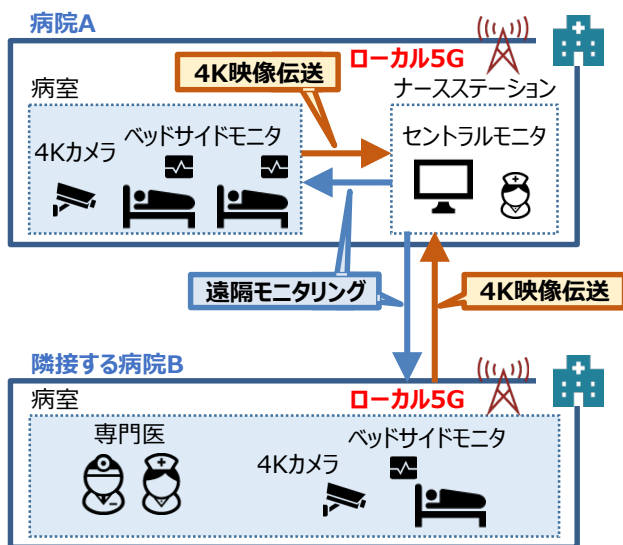 病院A
ローカル5G
4K映像伝送
病室
ナースステーション
ベッドサイドモニタ
4Kカメラ
セントラルモニタ
遠隔モニタリング
4K映像伝送
隣接する病院B
病室
ローカル5G
専門医
ベッドサイドモニタ
4Kカメラ